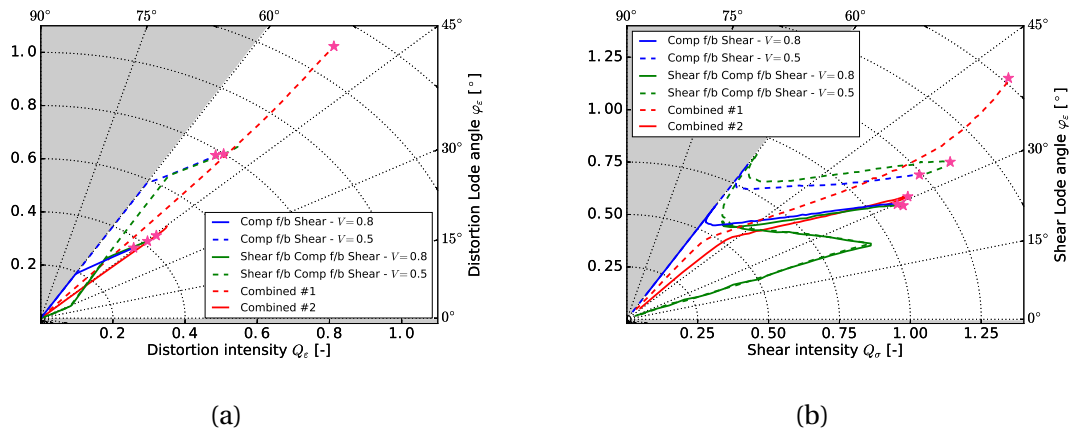 90°
75°
60°
45°
30°
15°
0°
1.0
0.8
0.6
0.4
0.2
0.2
0.4
0.6
0.8
1.0
Distortion intensity Q_ε [-]
Distortion Lode angle φ_ε [°]
Comp f/b Shear - V = 0.8
Comp f/b Shear - V = 0.5
Shear f/b Comp f/b Shear - V = 0.8
Shear f/b Comp f/b Shear - V = 0.5
Combined #1
Combined #2
(a)
90°
75°
60°
45°
30°
15°
0°
1.25
1.00
0.75
0.50
0.25
0.25
0.50
0.75
1.00
1.25
Shear intensity Q_σ [-]
Shear Lode angle φ_ε [°]
Comp f/b Shear - V = 0.8
Comp f/b Shear - V = 0.5
Shear f/b Comp f/b Shear - V = 0.8
Shear f/b Comp f/b Shear - V = 0.5
Combined #1
Combined #2
(b)